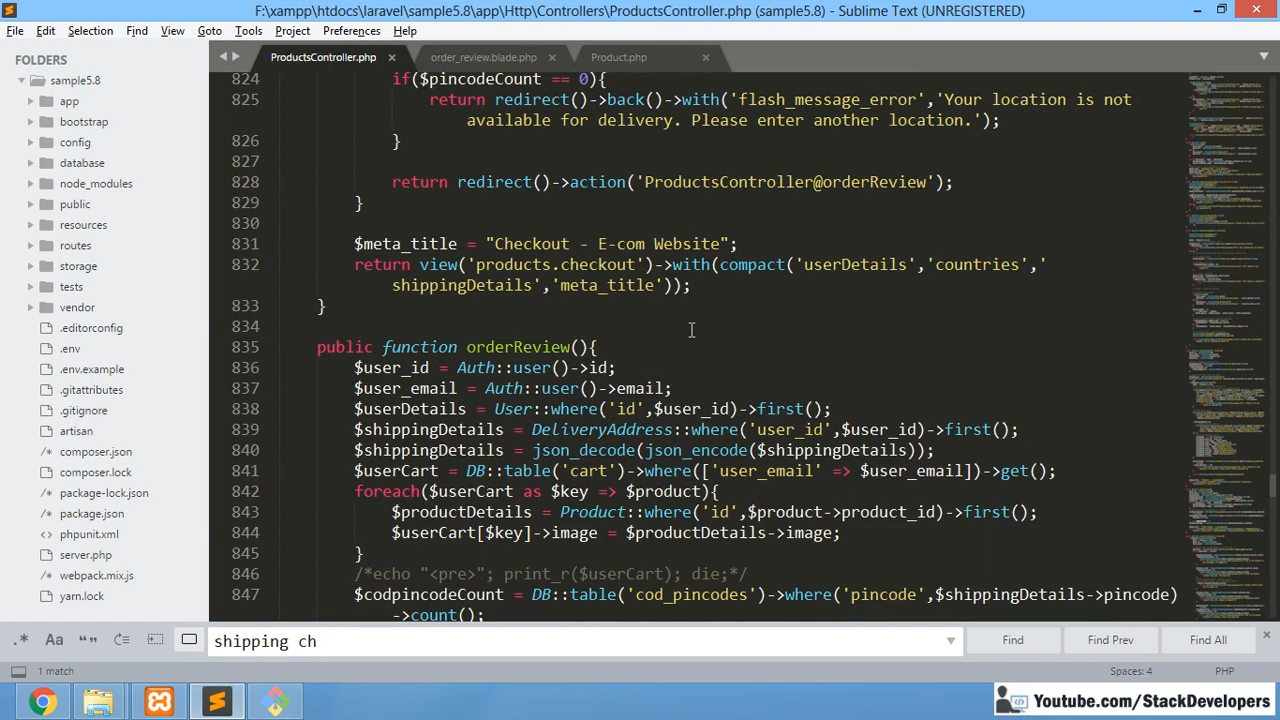 F:\xampp\htdocs\laravel\sample5.8\app\Http\Controllers\ProductsController.php (sample5.8) - Sublime Text (UNREGISTERED)
File Edit Selection Find View Goto Tools Project Preferences Help
FOLDERS
sample5.8
app
bootstrap
config
database
node_modules
public
resources
routes
storage
tests
vendor
.editorconfig
.env
.env.example
.gitattributes
.gitignore
artisan
composer.json
composer.lock
package-lock.json
package.json
phpunit.xml
server.php
webpack.mix.js
yarn.lock
ProductsController.php order_review.blade.php Product.php
824 if($pincodeCount == 0){
825 return redirect()->back()->with('flash_message_error','Your location is not
available for delivery. Please enter another location.');
826 }
827
828 return redirect()->action('ProductsController@orderReview');
829 }
830
831 $meta_title = "Checkout - E-com Website";
832 return view('products.checkout')->with(compact('userDetails','countries','
shippingDetails','meta_title'));
833 }
834
835 public function orderReview(){
836 $user_id = Auth::user()->id;
837 $user_email = Auth::user()->email;
838 $userDetails = User::where('id',$user_id)->first();
839 $shippingDetails = DeliveryAddress::where('user_id',$user_id)->first();
840 $shippingDetails = json_decode(json_encode($shippingDetails));
841 $userCart = DB::table('cart')->where(['user_email' => $user_email])->get();
842 foreach($userCart as $key => $product){
843 $productDetails = Product::where('id',$product->product_id)->first();
844 $userCart[$key]->image = $productDetails->image;
845 }
846 /*echo "<pre>"; print_r($userCart); die;*/
847 $codpincodeCount = DB::table('cod_pincodes')->where('pincode',$shippingDetails->pincode)
->count();
.* Aa “ ”
shipping ch
Find Find Prev Find All
1 match Spaces: 4 PHP
Youtube.com/StackDevelopers